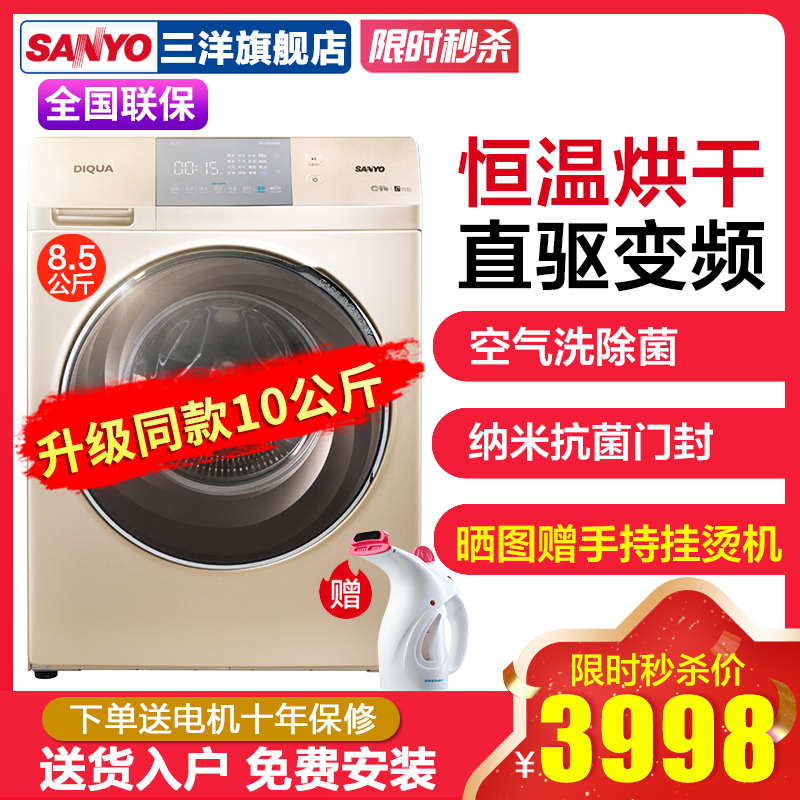 SANYO 三洋旗舰店 限时秒杀
全国联保
DIQUA
00:15
SANYO
恒温烘干
直驱变频
8.5
公斤
空气洗除菌
升级同款10公斤
纳米抗菌门封
晒图赠手持挂烫机
赠
限时秒杀价
¥3998
下单送电机十年保修
送货入户 免费安装